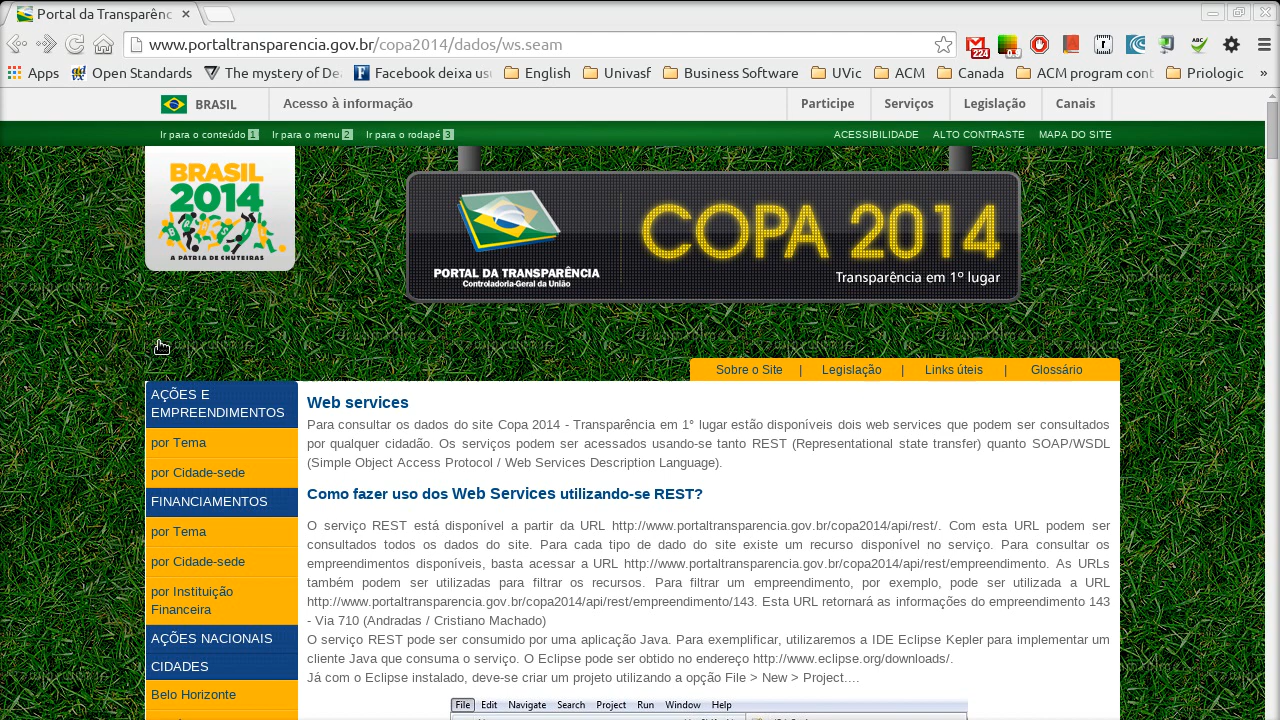 Portal da Transparênc
www.portaltransparencia.gov.br/copa2014/dados/ws.seam
224
0.3
ABC
Apps
Open Standards
The mystery of De
Facebook deixa us
English
Univasf
Business Software
UVic
ACM
Canada
ACM program cont
Priologic
»
BRASIL
Acesso à informação
Participe
Serviços
Legislação
Canais
Ir para o conteúdo 1
Ir para o menu 2
Ir para o rodapé 3
ACESSIBILIDADE
ALTO CONTRASTE
MAPA DO SITE
BRASIL
2014
BRASIL
A PÁTRIA DE CHUTEIRAS
PORTAL DA TRANSPARÊNCIA
Controladoria-Geral da União
COPA 2014
Transparência em 1º lugar
Sobre o Site | Legislação | Links úteis | Glossário
AÇÕES E
EMPREENDIMENTOS
por Tema
por Cidade-sede
FINANCIAMENTOS
por Tema
por Cidade-sede
por Instituição
Financeira
AÇÕES NACIONAIS
CIDADES
Belo Horizonte
Web services
Para consultar os dados do site Copa 2014 - Transparência em 1° lugar estão disponíveis dois web services que podem ser consultados
por qualquer cidadão. Os serviços podem ser acessados usando-se tanto REST (Representational state transfer) quanto SOAP/WSDL
(Simple Object Access Protocol / Web Services Description Language).
Como fazer uso dos Web Services utilizando-se REST?
O serviço REST está disponível a partir da URL http://www.portaltransparencia.gov.br/copa2014/api/rest/. Com esta URL podem ser
consultados todos os dados do site. Para cada tipo de dado do site existe um recurso disponível no serviço. Para consultar os
empreendimentos disponíveis, basta acessar a URL http://www.portaltransparencia.gov.br/copa2014/api/rest/empreendimento. As URLs
também podem ser utilizadas para filtrar os recursos. Para filtrar um empreendimento, por exemplo, pode ser utilizada a URL
http://www.portaltransparencia.gov.br/copa2014/api/rest/empreendimento/143. Esta URL retornará as informações do empreendimento 143
- Via 710 (Andradas / Cristiano Machado)
O serviço REST pode ser consumido por uma aplicação Java. Para exemplificar, utilizaremos a IDE Eclipse Kepler para implementar um
cliente Java que consuma o serviço. O Eclipse pode ser obtido no endereço http://www.eclipse.org/downloads/.
Já com o Eclipse instalado, deve-se criar um projeto utilizando a opção File > New > Project....
File Edit Navigate Search Project Run Window Help